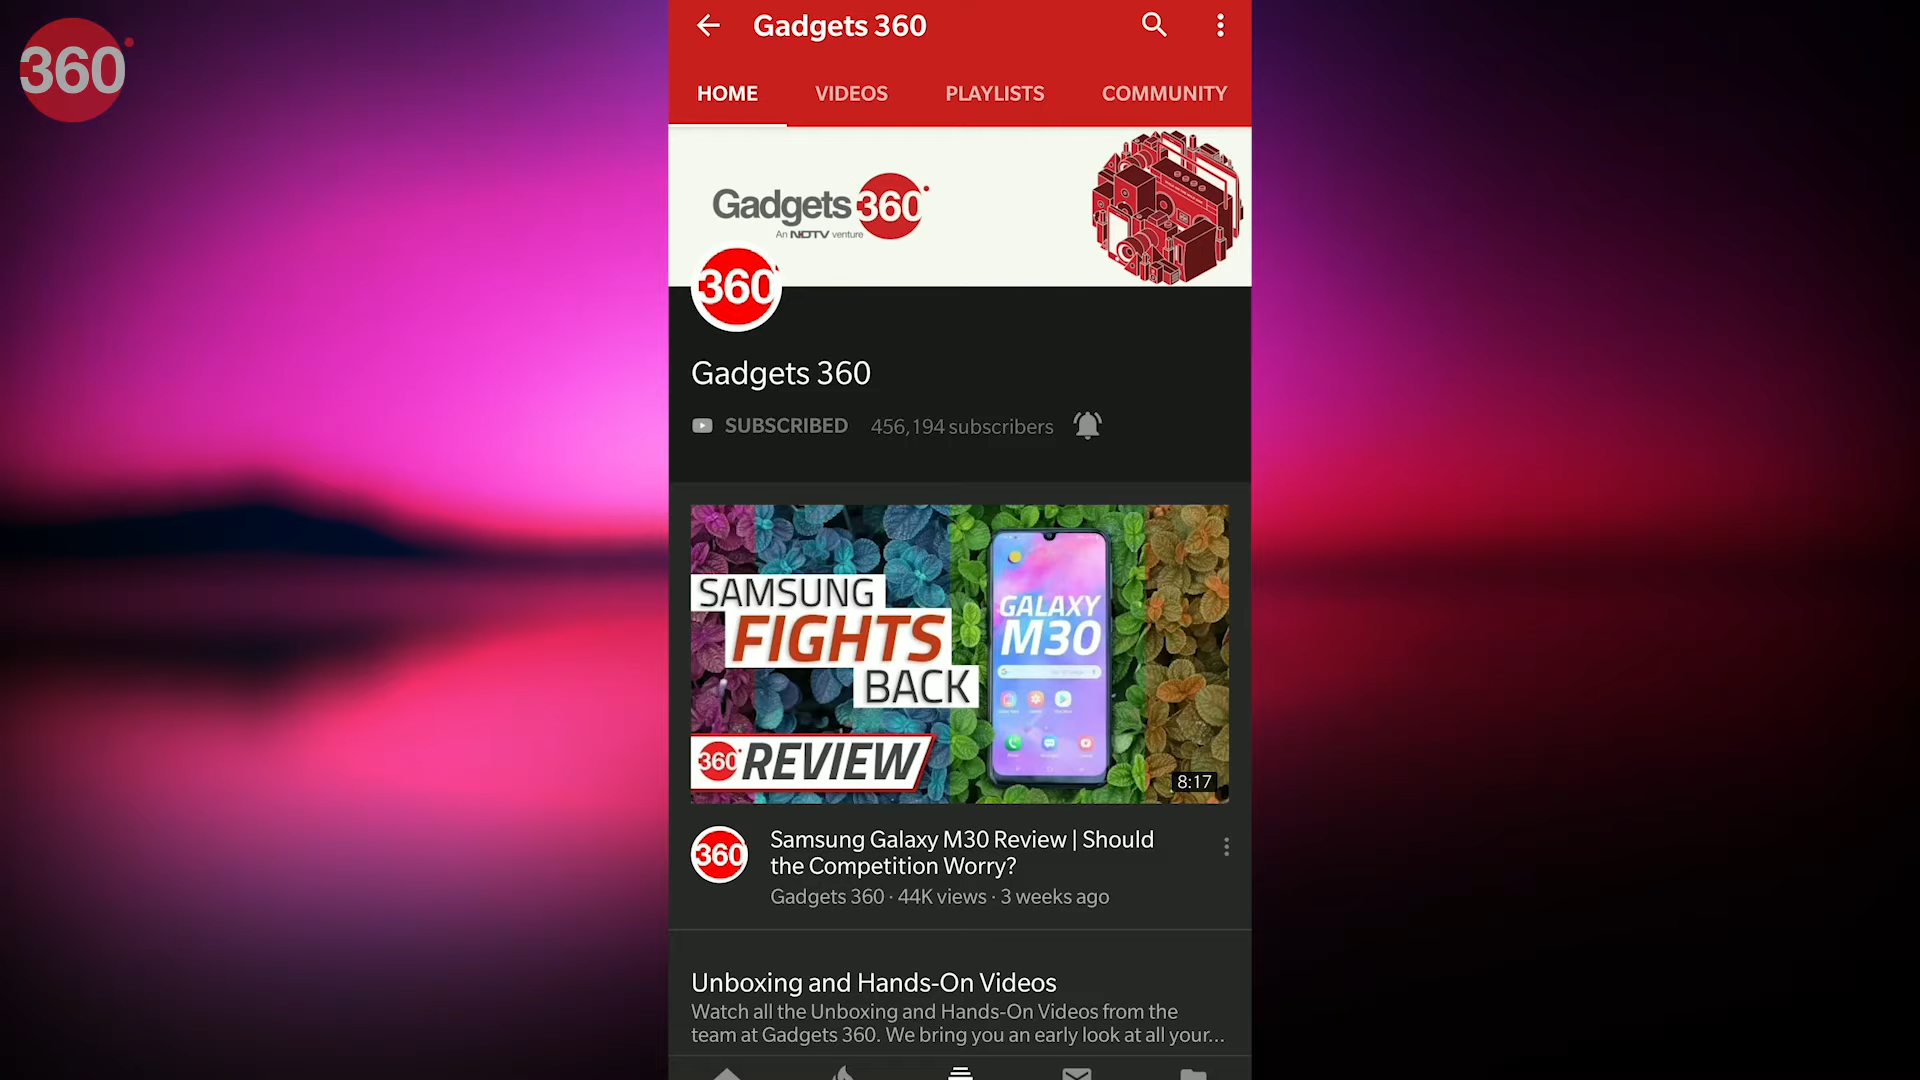 360
Gadgets 360
HOME VIDEOS PLAYLISTS COMMUNITY
Gadgets 360
An NDTV venture
360
Gadgets 360
SUBSCRIBED 456,194 subscribers
SAMSUNG
FIGHTS
BACK
GALAXY
M30
360 REVIEW
8:17
360
Samsung Galaxy M30 Review | Should
the Competition Worry?
Gadgets 360 · 44K views · 3 weeks ago
Unboxing and Hands-On Videos
Watch all the Unboxing and Hands-On Videos from the
team at Gadgets 360. We bring you an early look at all your...